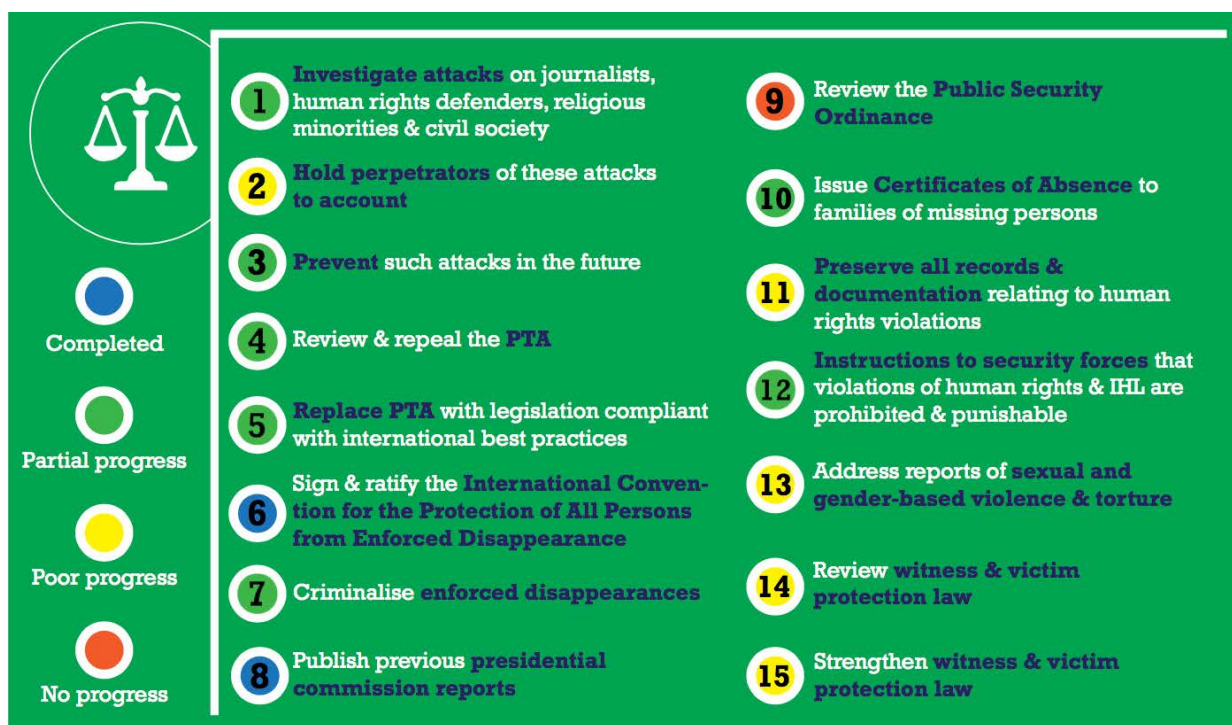 Completed
Partial progress
Poor progress
No progress
1
Investigate attacks on journalists,
human rights defenders, religious
minorities & civil society
2
Hold perpetrators of these attacks
to account
3
Prevent such attacks in the future
4
Review & repeal the PTA
5
Replace PTA with legislation compliant
with international best practices
6
Sign & ratify the International Conven-
tion for the Protection of All Persons
from Enforced Disappearance
7
Criminalise enforced disappearances
8
Publish previous presidential
commission reports
9
Review the Public Security
Ordinance
10
Issue Certificates of Absence to
families of missing persons
11
Preserve all records &
documentation relating to human
rights violations
12
Instructions to security forces that
violations of human rights & IHL are
prohibited & punishable
13
Address reports of sexual and
gender-based violence & torture
14
Review witness & victim
protection law
15
Strengthen witness & victim
protection law